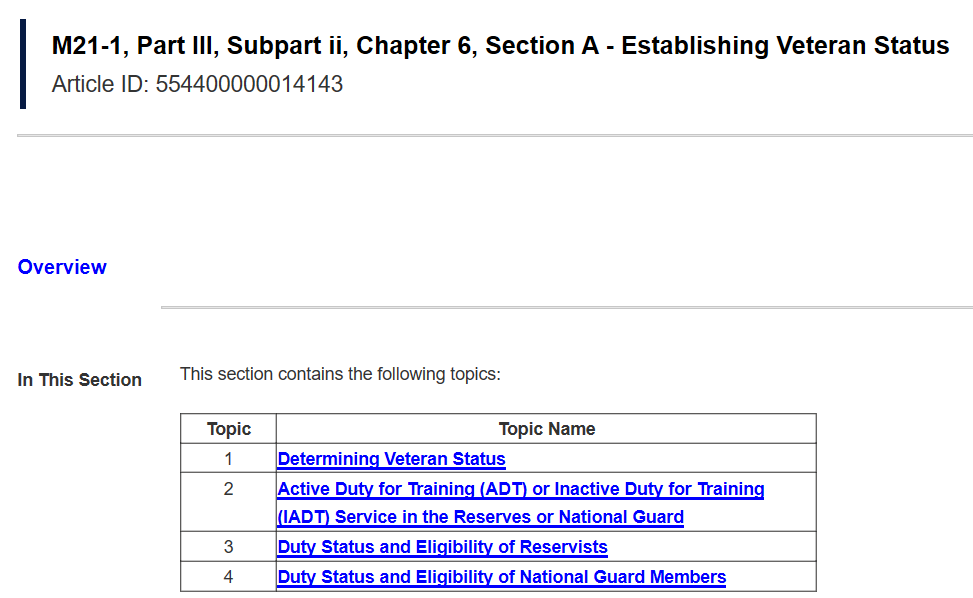 M21-1, Part III, Subpart ii, Chapter 6, Section A - Establishing Veteran Status
Article ID: 554400000014143
Overview
In This Section
This section contains the following topics:
Topic Topic Name
1 Determining Veteran Status
2 Active Duty for Training (ADT) or Inactive Duty for Training
(IADT) Service in the Reserves or National Guard
3 Duty Status and Eligibility of Reservists
4 Duty Status and Eligibility of National Guard Members